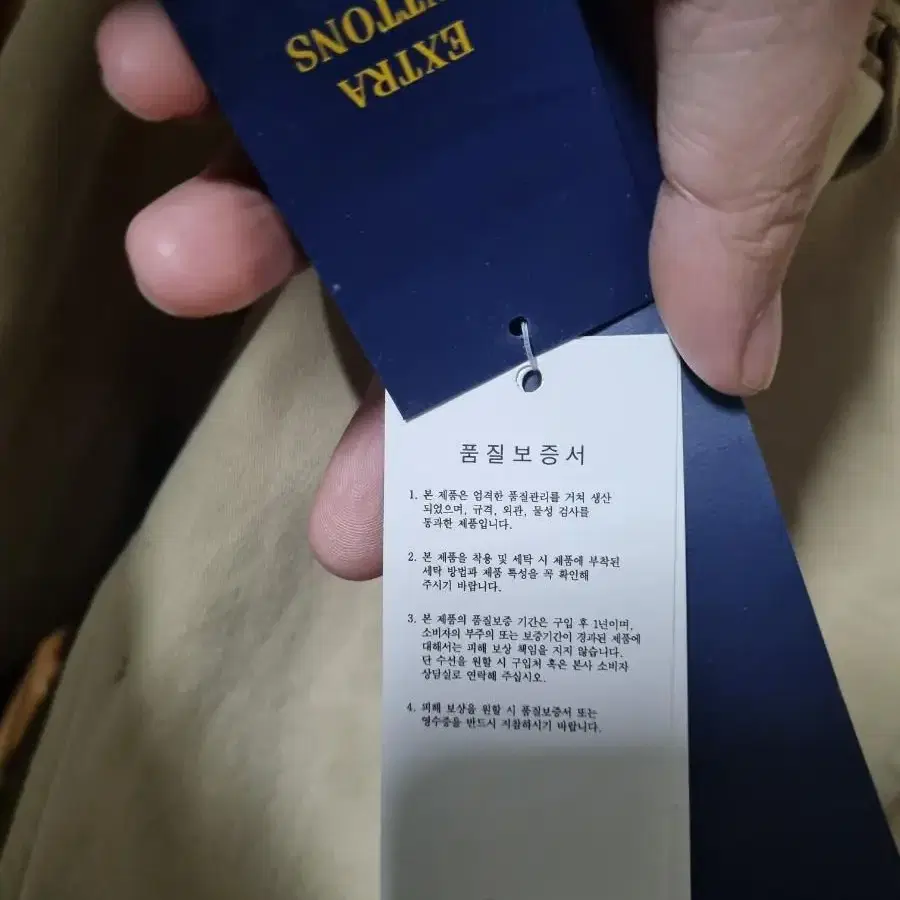 EXTRA
BUTTONS
품질보증서
1. 본 제품은 엄격한 품질관리를 거쳐 생산
되었으며, 규격, 외관, 물성 검사를
통과한 제품입니다.
2. 본 제품을 착용 및 세탁 시 제품에 부착된
세탁 방법과 제품 특성을 꼭 확인해
주시기 바랍니다.
3. 본 제품의 품질보증 기간은 구입 후 1년이며,
소비자의 부주의 또는 보증기간이 경과된 제품에
대해서는 피해 보상 책임을 지지 않습니다.
단 수선을 원할 시 구입처 혹은 본사 소비자
상담실로 연락해 주십시오.
4. 피해 보상을 원할 시 품질보증서 또는
영수증을 반드시 지참하시기 바랍니다.